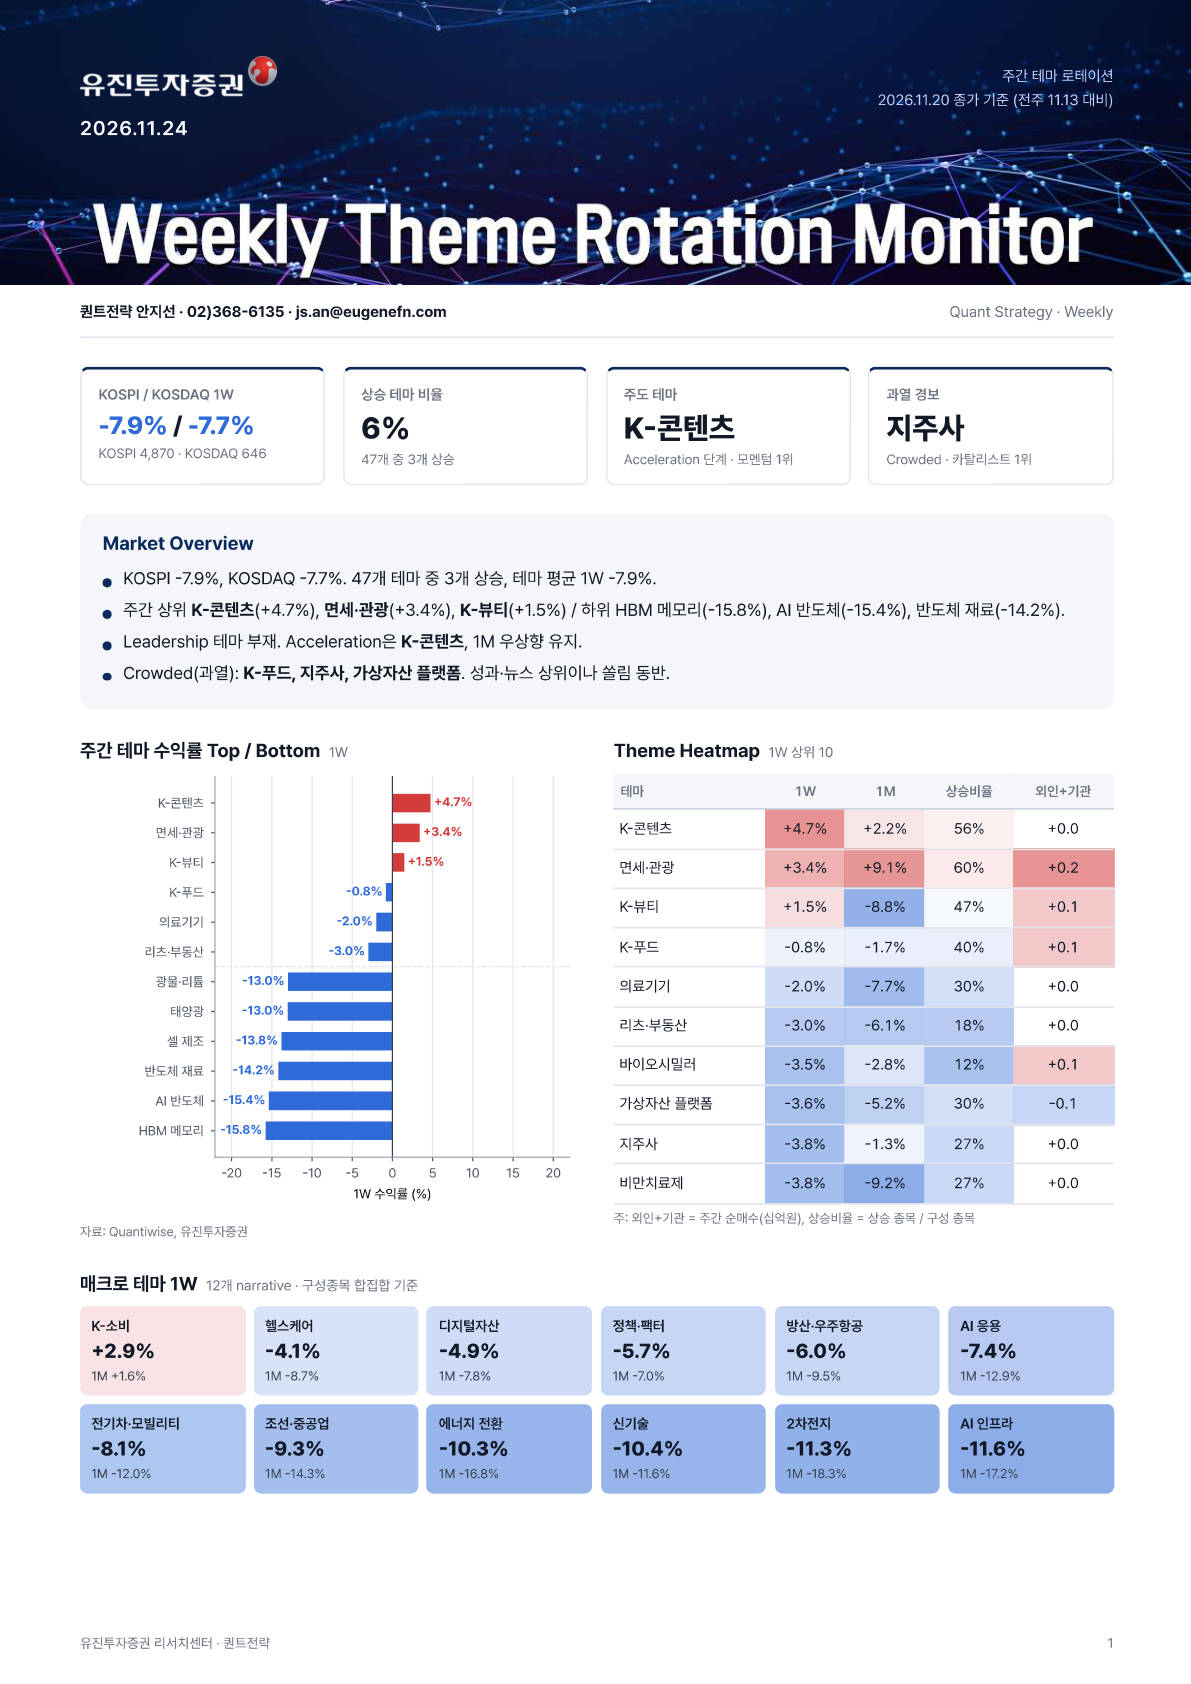 유진투자증권
2026.11.24
주간 테마 로테이션
2026.11.20 종가 기준 (전주 11.13 대비)
Weekly Theme Rotation Monitor
퀀트전략 안지선 · 02)368-6135 · js.an@eugenefn.com
Quant Strategy · Weekly
KOSPI / KOSDAQ 1W
-7.9% / -7.7%
KOSPI 4,870 · KOSDAQ 646
상승 테마 비율
6%
47개 중 3개 상승
주도 테마
K-콘텐츠
Acceleration 단계 · 모멘텀 1위
과열 경보
지주사
Crowded · 카탈리스트 1위
Market Overview
KOSPI -7.9%, KOSDAQ -7.7%. 47개 테마 중 3개 상승, 테마 평균 1W -7.9%.
주간 상위 K-콘텐츠(+4.7%), 면세·관광(+3.4%), K-뷰티(+1.5%) / 하위 HBM 메모리(-15.8%), AI 반도체(-15.4%), 반도체 재료(-14.2%).
Leadership 테마 부재. Acceleration은 K-콘텐츠, 1M 우상향 유지.
Crowded(과열): K-푸드, 지주사, 가상자산 플랫폼. 성과·뉴스 상위이나 쏠림 동반.
주간 테마 수익률 Top / Bottom 1W
K-콘텐츠 +4.7%
면세·관광 +3.4%
K-뷰티 +1.5%
K-푸드 -0.8%
의료기기 -2.0%
리츠·부동산 -3.0%
광물·리튬 -13.0%
태양광 -13.0%
셀 제조 -13.8%
반도체 재료 -14.2%
AI 반도체 -15.4%
HBM 메모리 -15.8%
-20 -15 -10 -5 0 5 10 15 20
1W 수익률 (%)
자료: Quantiwise, 유진투자증권
Theme Heatmap 1W 상위 10
테마 1W 1M 상승비율 외인+기관
K-콘텐츠 +4.7% +2.2% 56% +0.0
면세·관광 +3.4% +9.1% 60% +0.2
K-뷰티 +1.5% -8.8% 47% +0.1
K-푸드 -0.8% -1.7% 40% +0.1
의료기기 -2.0% -7.7% 30% +0.0
리츠·부동산 -3.0% -6.1% 18% +0.0
바이오시밀러 -3.5% -2.8% 12% +0.1
가상자산 플랫폼 -3.6% -5.2% 30% -0.1
지주사 -3.8% -1.3% 27% +0.0
비만치료제 -3.8% -9.2% 27% +0.0
주: 외인+기관 = 주간 순매수(십억원), 상승비율 = 상승 종목 / 구성 종목
매크로 테마 1W 12개 narrative · 구성종목 합집합 기준
K-소비
+2.9%
1M +1.6%
헬스케어
-4.1%
1M -8.7%
디지털자산
-4.9%
1M -7.8%
정책·팩터
-5.7%
1M -7.0%
방산·우주항공
-6.0%
1M -9.5%
AI 응용
-7.4%
1M -12.9%
전기차·모빌리티
-8.1%
1M -12.0%
조선·중공업
-9.3%
1M -14.3%
에너지 전환
-10.3%
1M -16.8%
신기술
-10.4%
1M -11.6%
2차전지
-11.3%
1M -18.3%
AI 인프라
-11.6%
1M -17.2%
유진투자증권 리서치센터 · 퀀트전략
1